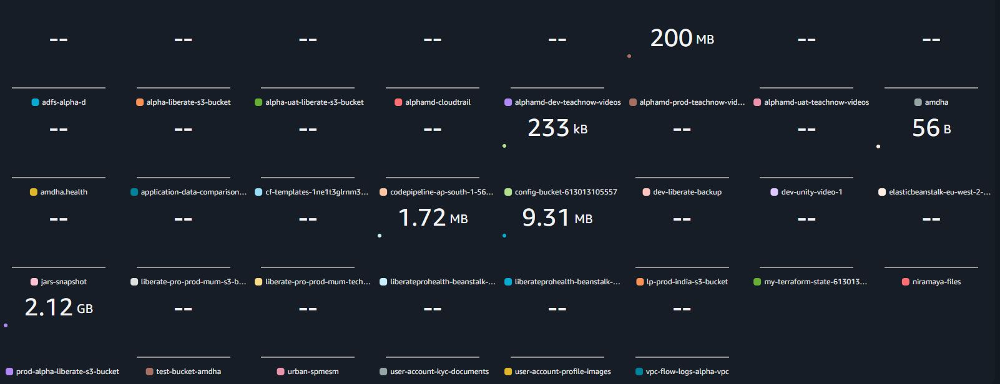 -- -- -- -- -- 200 MB -- --
adfs-alpha-d alpha-liberate-s3-bucket alpha-uat-liberate-s3-bucket alphamd-cloudtrail alphamd-dev-teachnow-videos alphamd-prod-teachnow-vid... alphamd-uat-teachnow-videos amdha
-- -- -- -- 233 kB -- -- 56 B
amdha.health application-data-comparison... cf-templates-1ne1t3glrnm3... codepipeline-ap-south-1-56... config-bucket-613013105557 dev-liberate-backup dev-unity-video-1 elasticbeanstalk-eu-west-2-...
-- -- -- 1.72 MB 9.31 MB -- -- --
jars-snapshot liberate-pro-prod-mum-s3-b... liberate-pro-prod-mum-tech... liberateprohealth-beanstalk-... liberateprohealth-beanstalk-... lp-prod-india-s3-bucket my-terraform-state-613013... niramaya-files
2.12 GB -- -- -- -- --
prod-alpha-liberate-s3-bucket test-bucket-amdha urban-spmesm user-account-kyc-documents user-account-profile-images vpc-flow-logs-alpha-vpc